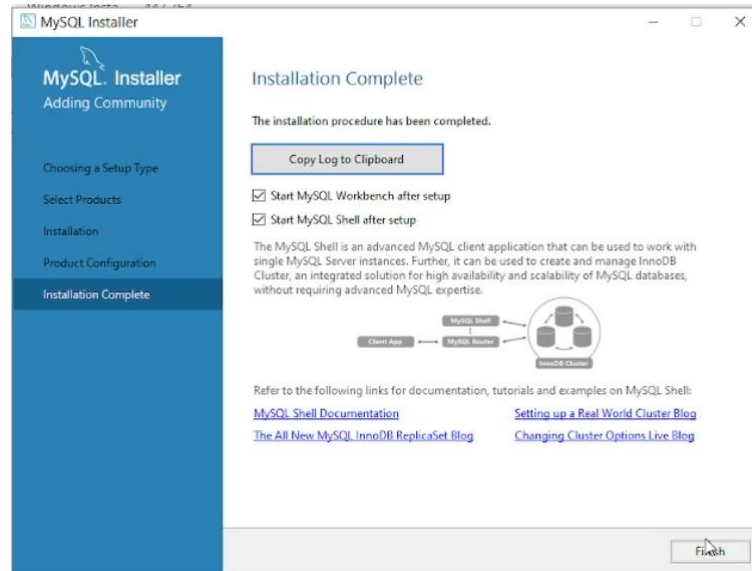 MySQL Installer
MySQL. Installer
Adding Community
Choosing a Setup Type
Select Products
Installation
Product Configuration
Installation Complete
Installation Complete
The installation procedure has been completed.
Copy Log to Clipboard
Start MySQL Workbench after setup
Start MySQL Shell after setup
The MySQL Shell is an advanced MySQL client application that can be used to work with
single MySQL Server instances. Further, it can be used to create and manage InnoDB
Cluster, an integrated solution for high availability and scalability of MySQL databases,
without requiring advanced MySQL expertise.
MySQL Shell
Client App
MySQL Router
InnoDB Cluster
Refer to the following links for documentation, tutorials and examples on MySQL Shell:
MySQL Shell Documentation
Setting up a Real World Cluster Blog
The All New MySQL InnoDB ReplicaSet Blog
Changing Cluster Options Live Blog
Finish